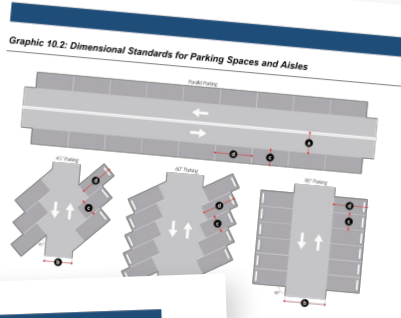 Graphic 10.2: Dimensional Standards for Parking Spaces and Aisles
Parallel Parking
a
d
c
45° Parking
d
c
b
60° Parking
d
c
90° Parking
d
c
b